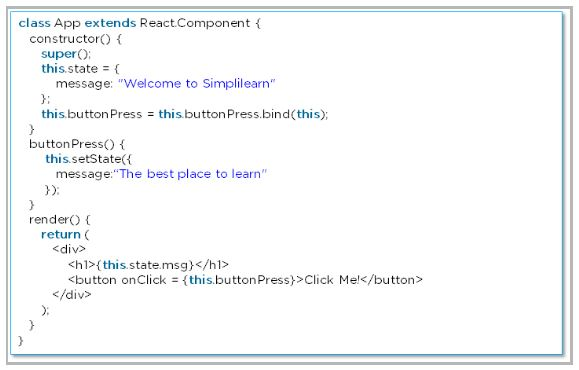 class App extends React.Component {
constructor() {
super();
this.state = {
message: "Welcome to Simplilearn"
};
this.buttonPress = this.buttonPress.bind(this);
}
buttonPress() {
this.setState({
message:"The best place to learn"
});
}
render() {
return (
<div>
<h1>{this.state.msg}</h1>
<button onClick = {this.buttonPress}>Click Me!</button>
</div>
);
}
}